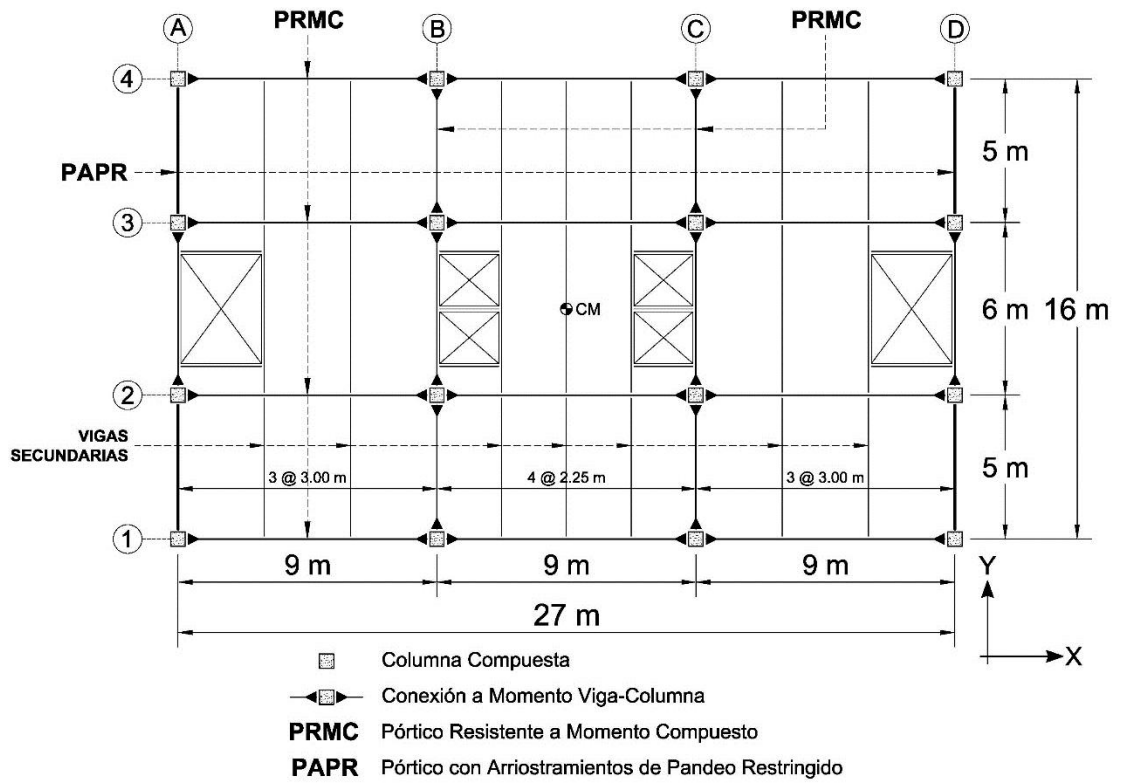 PRMC
PRMC
A
B
C
D
4
5 m
PAPR
3
CM
6 m
16 m
2
VIGAS
SECUNDARIAS
3 @ 3.00 m
4 @ 2.25 m
3 @ 3.00 m
5 m
1
9 m
9 m
9 m
27 m
Y
X
Columna Compuesta
Conexión a Momento Viga-Columna
PRMC Pórtico Resistente a Momento Compuesto
PAPR Pórtico con Arriostramientos de Pandeo Restringido